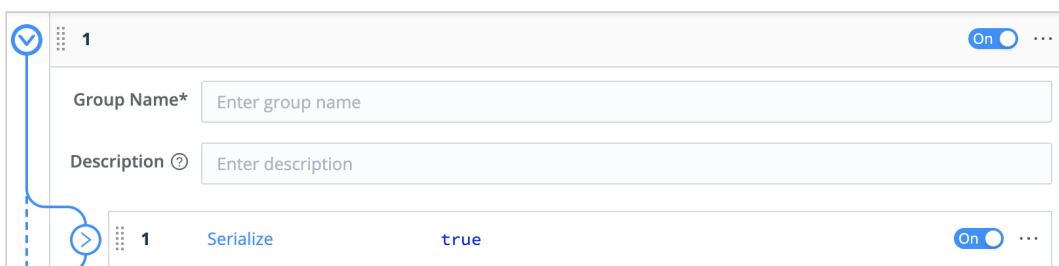 1 On ...
Group Name* Enter group name
Description ? Enter description
1 Serialize true On ...